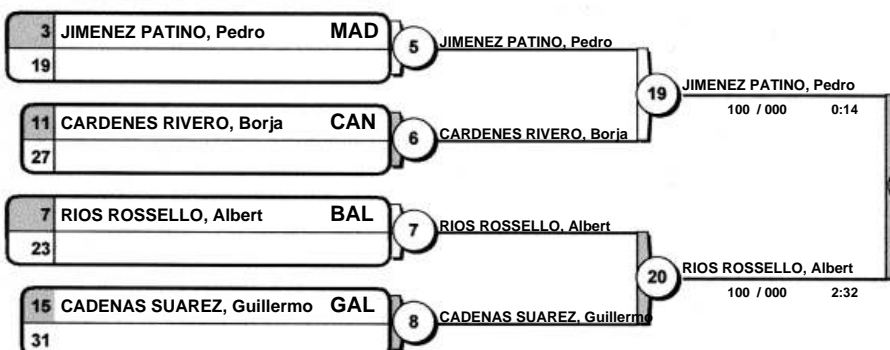 3 JIMENEZ PATINO, Pedro MAD
19
5
JIMENEZ PATINO, Pedro
11 CARDENES RIVERO, Borja CAN
27
6
CARDENES RIVERO, Borja
19
JIMENEZ PATINO, Pedro
100 / 000 0:14
7 RIOS ROSSELLO, Albert BAL
23
7
RIOS ROSSELLO, Albert
15 CADENAS SUAREZ, Guillermo GAL
31
8
CADENAS SUAREZ, Guillermo
20
RIOS ROSSELLO, Albert
100 / 000 2:32